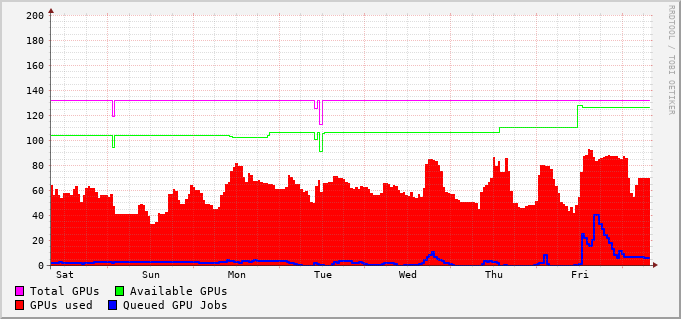 200
180
160
140
120
100
80
60
40
20
0
Sat Sun Mon Tue Wed Thu Fri
Total GPUs Available GPUs
GPUs used Queued GPU Jobs
RRDTOOL / TOBI OETIKER